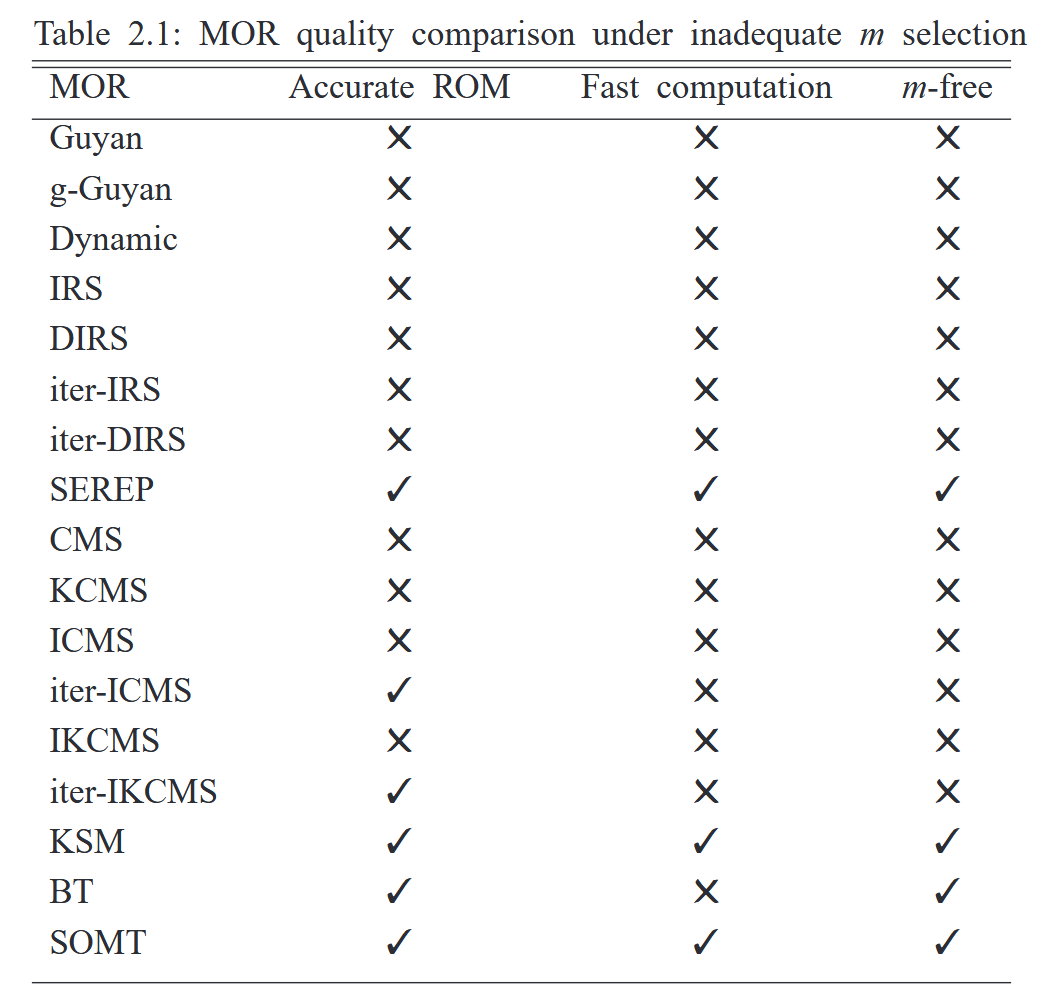 Table 2.1: MOR quality comparison under inadequate m selection
MOR Accurate ROM Fast computation m-free
Guyan ✕ ✕ ✕
g-Guyan ✕ ✕ ✕
Dynamic ✕ ✕ ✕
IRS ✕ ✕ ✕
DIRS ✕ ✕ ✕
iter-IRS ✕ ✕ ✕
iter-DIRS ✕ ✕ ✕
SEREP ✓ ✓ ✓
CMS ✕ ✕ ✕
KCMS ✕ ✕ ✕
ICMS ✕ ✕ ✕
iter-ICMS ✓ ✕ ✕
IKCMS ✕ ✕ ✕
iter-IKCMS ✓ ✕ ✕
KSM ✓ ✓ ✓
BT ✓ ✕ ✓
SOMT ✓ ✓ ✓